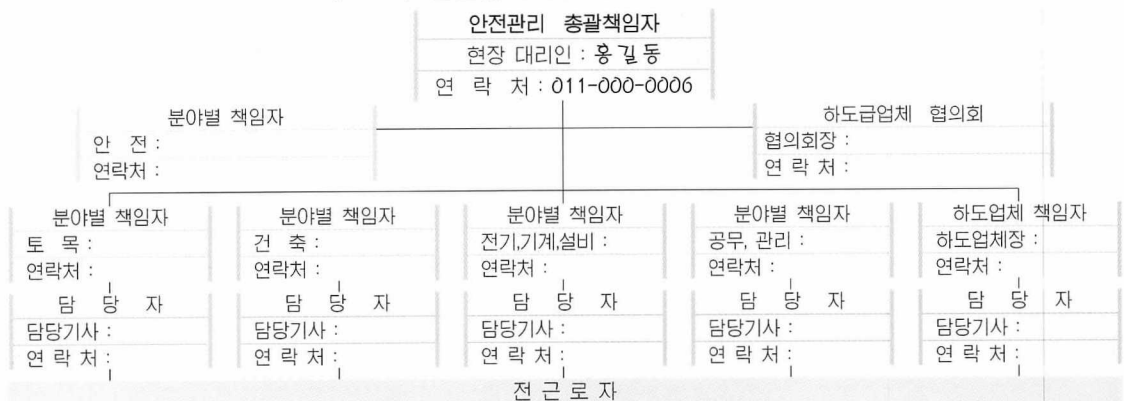 안전관리 총괄책임자
현장 대리인 : 홍길동
연 락 처 : 011-000-0006
분야별 책임자
안 전 :
연락처 :
하도급업체 협의회
협의회장 :
연 락 처 :
분야별 책임자
토 목 :
연락처 :
분야별 책임자
건 축 :
연락처 :
분야별 책임자
전기,기계,설비 :
연락처 :
분야별 책임자
공무, 관리 :
연락처 :
하도업체 책임자
하도업체장 :
연락처 :
담 당 자
담당기사 :
연 락 처 :
담 당 자
담당기사 :
연 락 처 :
담 당 자
담당기사 :
연 락 처 :
담 당 자
담당기사 :
연 락 처 :
담 당 자
담당기사 :
연 락 처 :
전 근 로 자